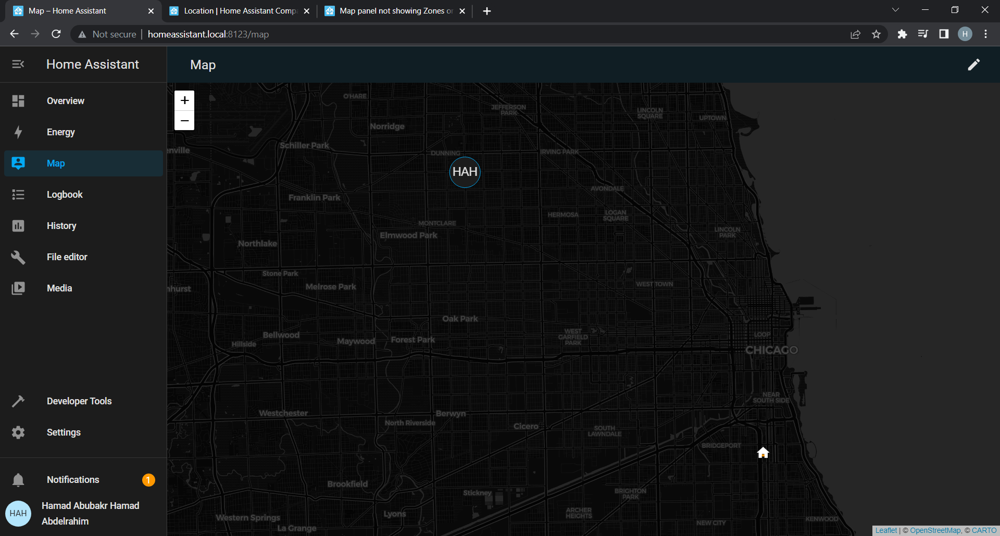 Map – Home Assistant
Location | Home Assistant Compa
Map panel not showing Zones or
Not secure | homeassistant.local:8123/map
H
Home Assistant
Map
Overview
Energy
Map
Logbook
History
File editor
Media
Developer Tools
Settings
Notifications
1
HAH
Hamad Abubakr Hamad
Abdelrahim
+
−
O'HARE
JEFFERSON
PARK
LINCOLN
SQUARE
UPTOWN
Norridge
Schiller Park
enville
DUNNING
IRVING PARK
HAH
AVONDALE
Franklin Park
HERMOSA
LOGAN
SQUARE
MONTCLARE
LINCOLN
PARK
Elmwood Park
Northlake
Stone Park
WEST TOWN
Melrose Park
nhurst
Oak Park
Bellwood
WEST
GARFIELD
PARK
LOOP
Hillside
Maywood
Forest Park
CHICAGO
NEAR
SOUTH SIDE
Westchester
Berwyn
North Riverside
Cicero
SOUTH
LAWNDALE
BRIDGEPORT
Brookfield
Stickney
BRIGHTON
PARK
Lyons
ARCHER
HEIGHTS
Western Springs
NEW CITY
KENWOOD
La Grange
Leaflet | © OpenStreetMap, © CARTO